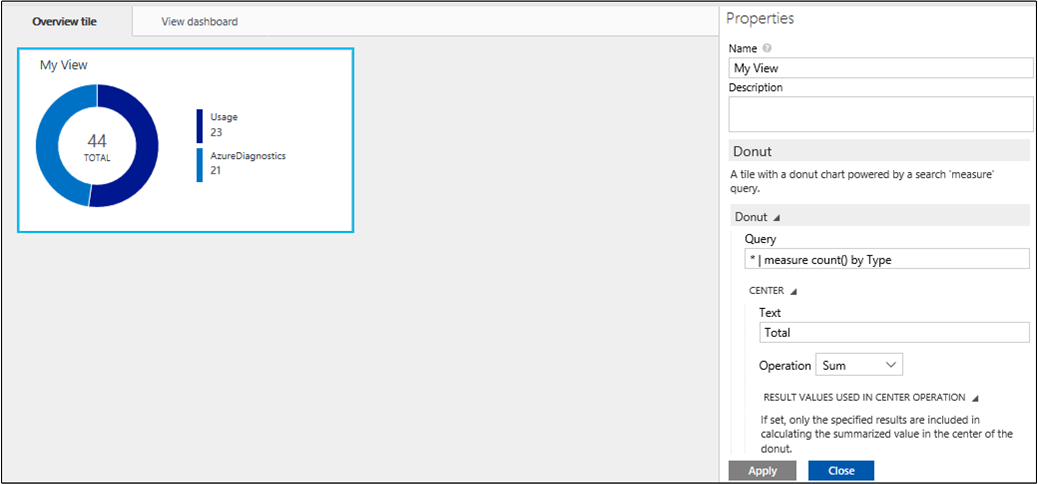 Overview tile
View dashboard
My View
44
TOTAL
Usage
23
AzureDiagnostics
21
Properties
Name ?
My View
Description
Donut
A tile with a donut chart powered by a search 'measure'
query.
Donut
Query
* | measure count() by Type
CENTER
Text
Total
Operation Sum
RESULT VALUES USED IN CENTER OPERATION
If set, only the specified results are included in
calculating the summarized value in the center of the
donut.
Apply
Close